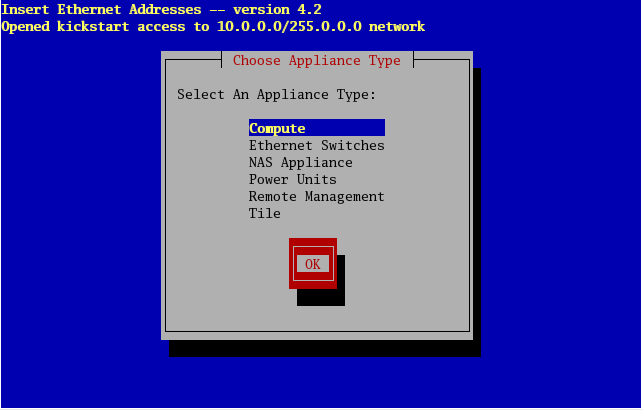 Insert Ethernet Addresses -- version 4.2
Opened kickstart access to 10.0.0.0/255.0.0.0 network
Choose Appliance Type
Select An Appliance Type:
Compute
Ethernet Switches
NAS Appliance
Power Units
Remote Management
Tile
OK